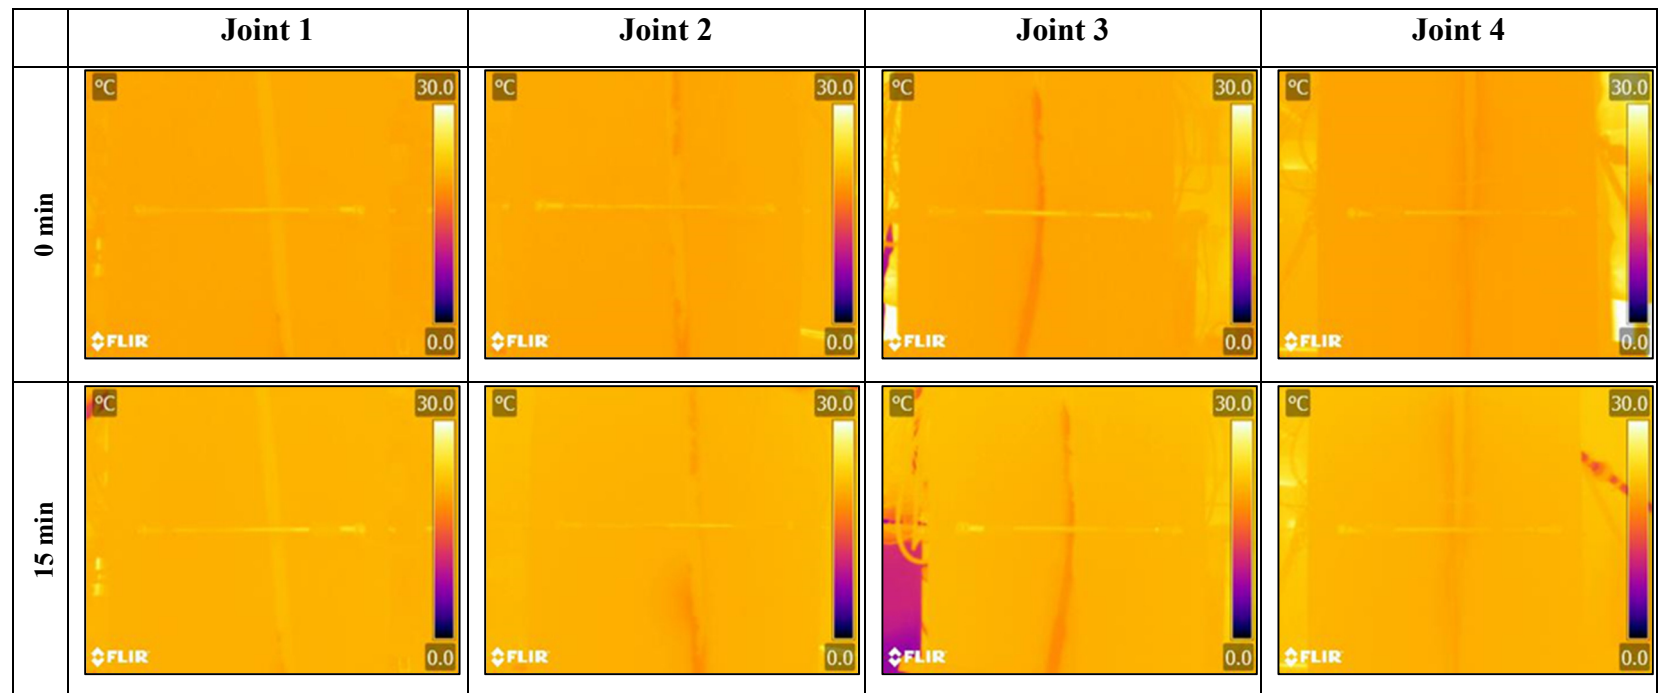 Joint 1 Joint 2 Joint 3 Joint 4
0 min
°C 30.0 °C 30.0 °C 30.0 °C 30.0
FLIR 0.0 FLIR 0.0 FLIR 0.0 FLIR 0.0
15 min
°C 30.0 °C 30.0 °C 30.0 °C 30.0
FLIR 0.0 FLIR 0.0 FLIR 0.0 FLIR 0.0